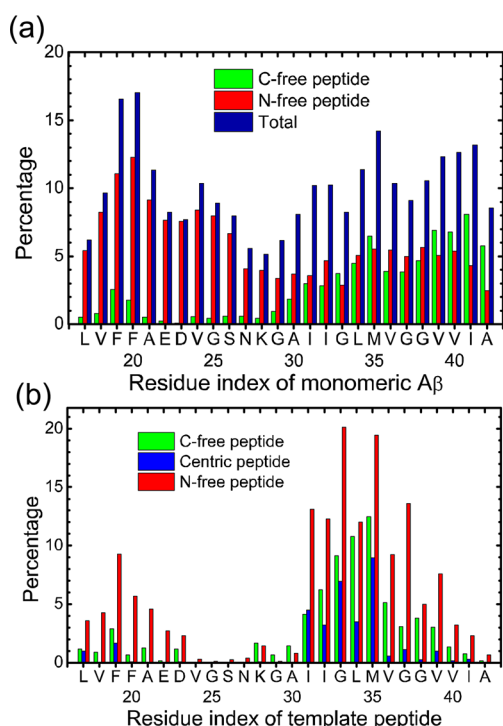 (a)
20
15
10
5
0
Percentage
C-free peptide
N-free peptide
Total
L V F F A E D V G S N K G A I I G L M V G G V V I A
20 25 30 35 40
Residue index of monomeric Aβ
(b)
20
15
10
5
0
Percentage
C-free peptide
Centric peptide
N-free peptide
L V F F A E D V G S N K G A I I G L M V G G V V I A
20 25 30 35 40
Residue index of template peptide